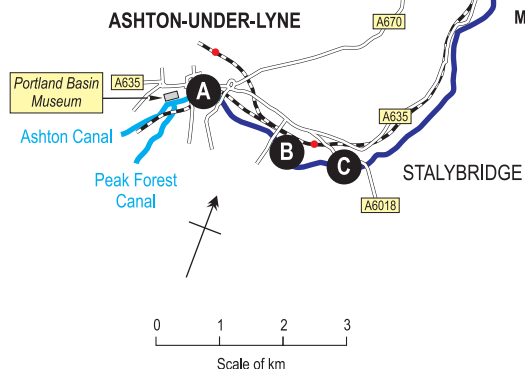 M
ASHTON-UNDER-LYNE
A670
Portland Basin
Museum
A635
A
A635
Ashton Canal
B
C
STALYBRIDGE
Peak Forest
Canal
A6018
0 1 2 3
Scale of km